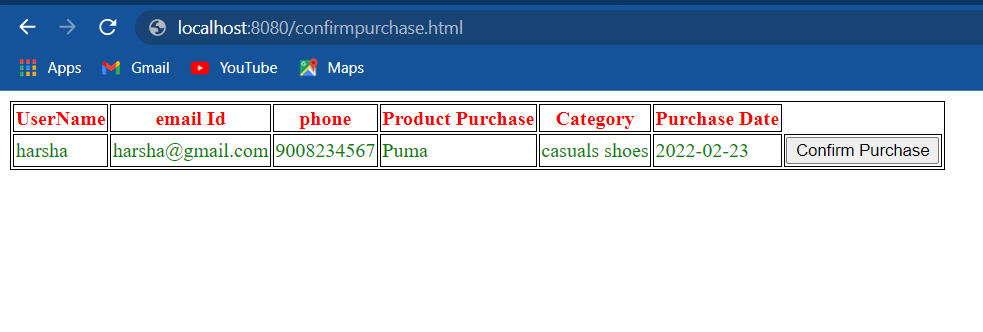 localhost:8080/confirmpurchase.html
Apps Gmail YouTube Maps
UserName email Id phone Product Purchase Category Purchase Date
harsha harsha@gmail.com 9008234567 Puma casuals shoes 2022-02-23 Confirm Purchase